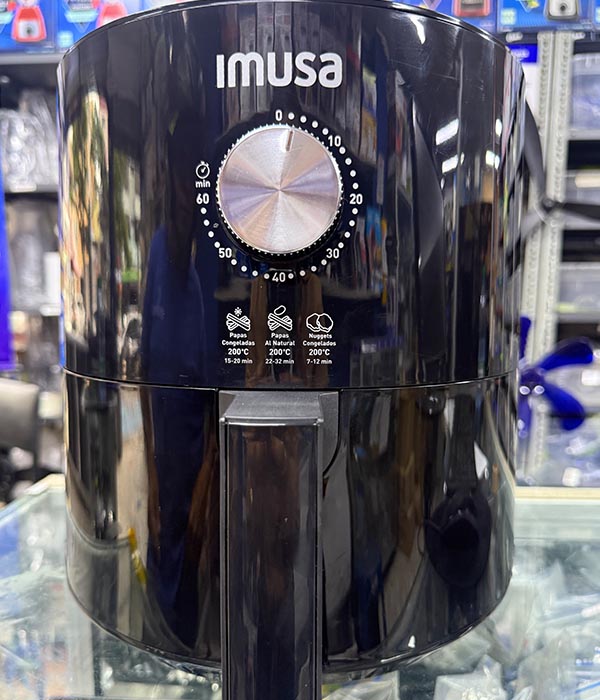 IMUSA
0
10
20
30
40
50
60
min
Papas
Congeladas
200°C
15-20 min
Papas
Al Natural
200°C
22-32 min
Nuggets
Congelados
200°C
7-12 min